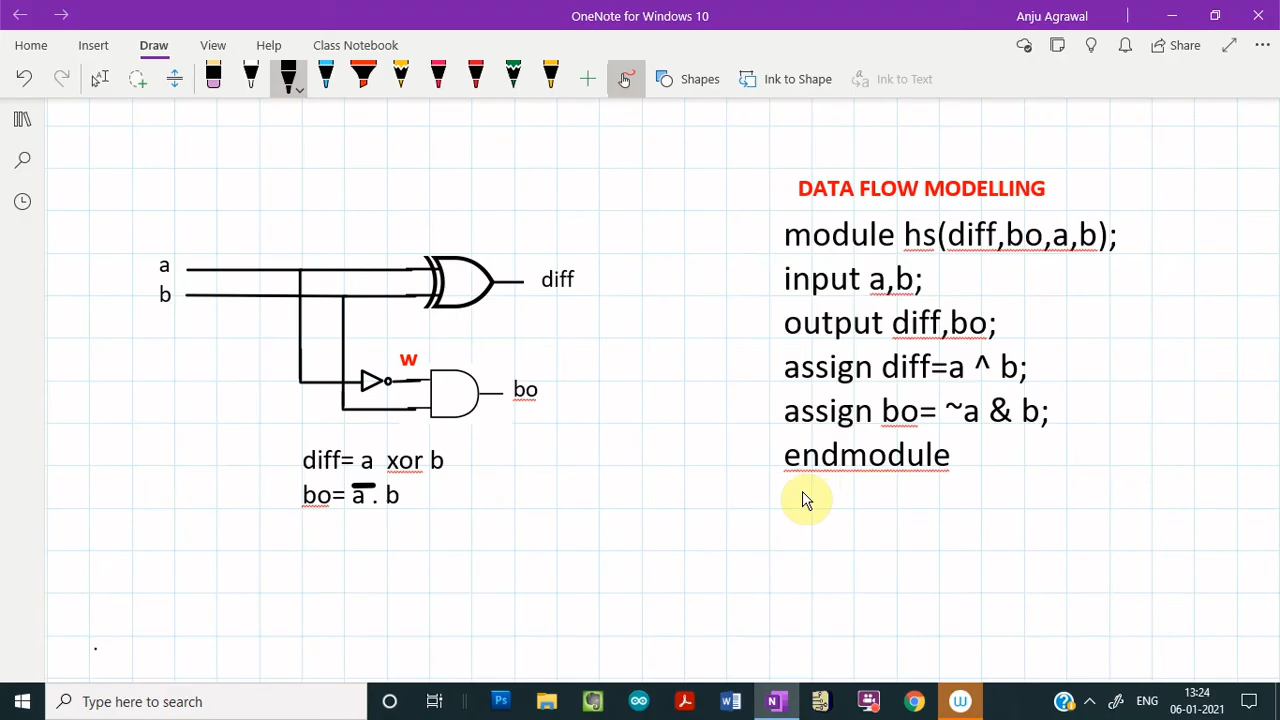 OneNote for Windows 10
Anju Agrawal
Home Insert Draw View Help Class Notebook
Share
Shapes
Ink to Shape
Ink to Text
DATA FLOW MODELLING
module hs(diff,bo,a,b);
input a,b;
output diff,bo;
assign diff=a ^ b;
assign bo= ~a & b;
endmodule
a
b
diff
w
bo
diff= a xor b
bo= a̅ . b
Type here to search
ENG
13:24
06-01-2021